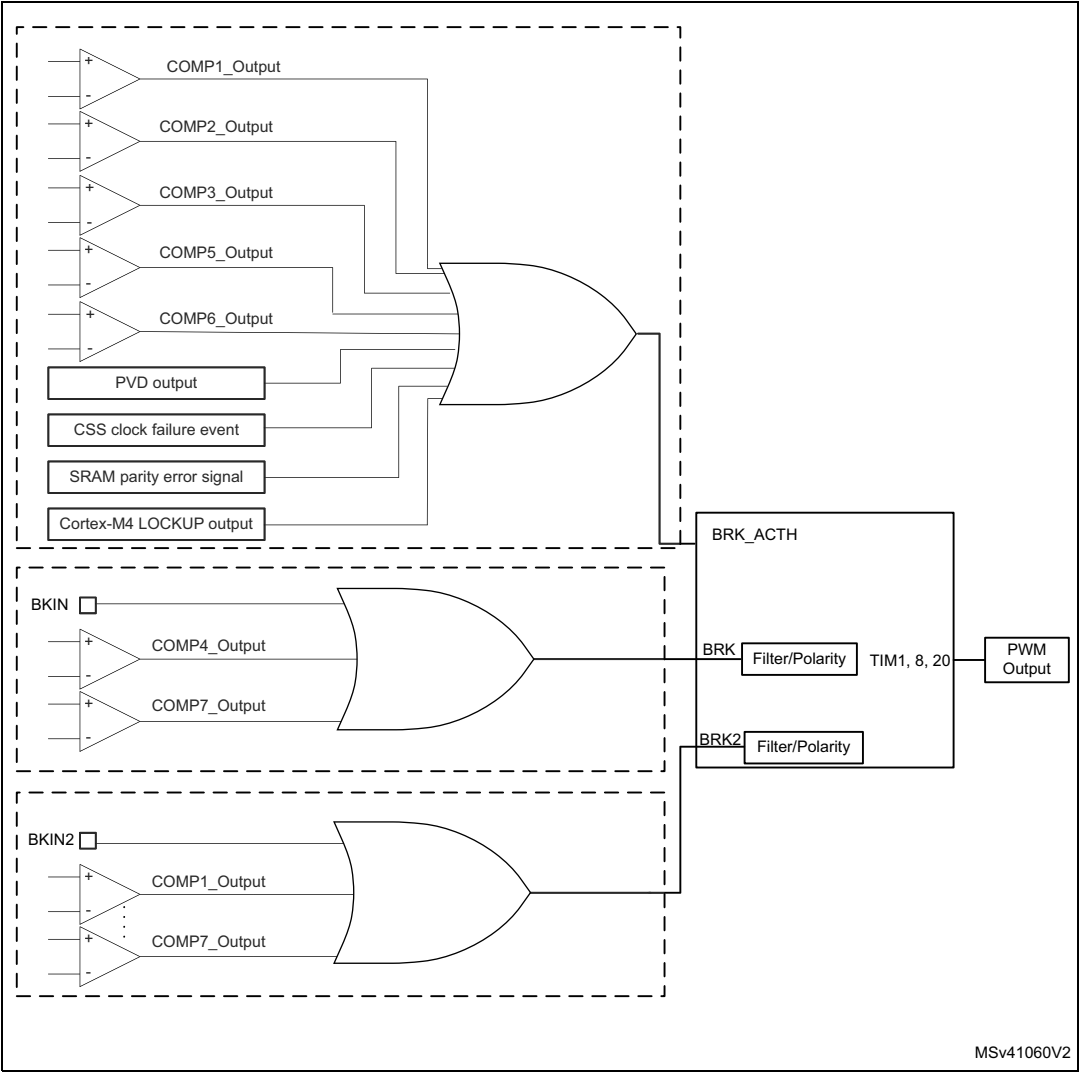 +
-
COMP1_Output
+
-
COMP2_Output
+
-
COMP3_Output
+
-
COMP5_Output
+
-
COMP6_Output
PVD output
CSS clock failure event
SRAM parity error signal
Cortex-M4 LOCKUP output
BRK_ACTH
BKIN
+
-
COMP4_Output
+
-
COMP7_Output
BRK
Filter/Polarity
TIM1, 8, 20
PWM
Output
BRK2
Filter/Polarity
BKIN2
+
-
COMP1_Output
+
-
COMP7_Output
MSv41060V2